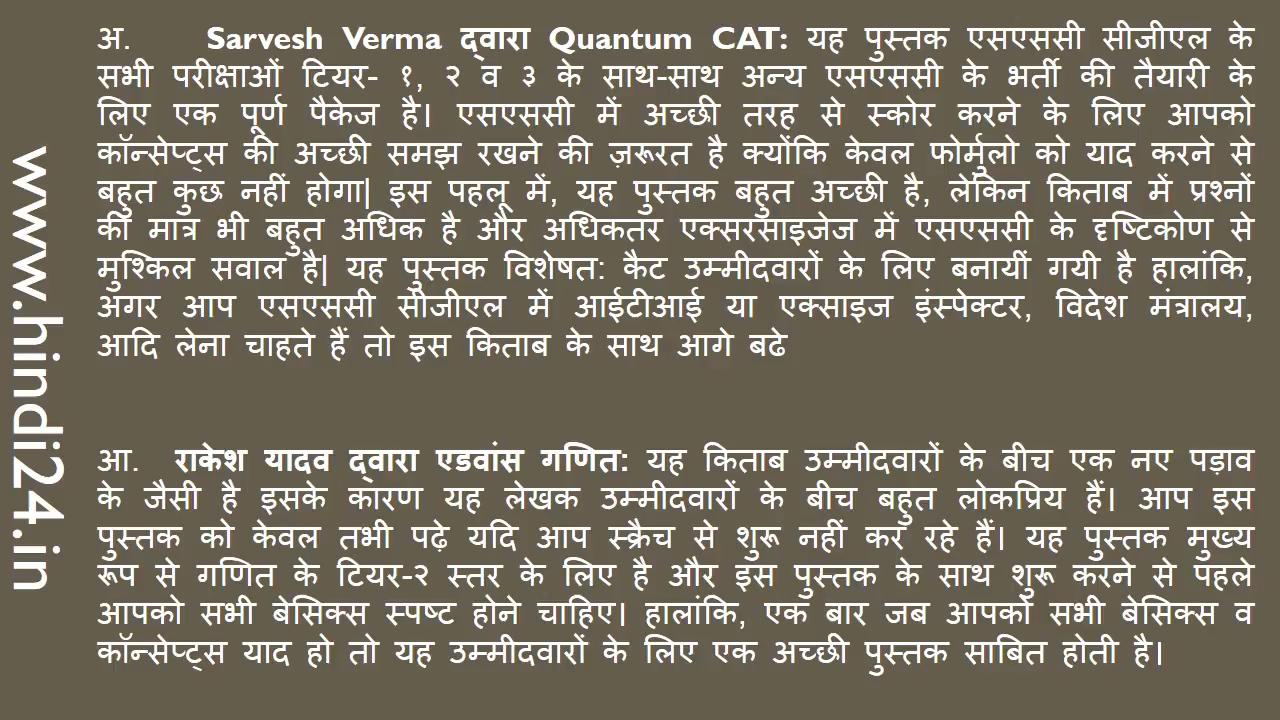 www.hindi24.in
अ. Sarvesh Verma द्वारा Quantum CAT: यह पुस्तक एसएससी सीजीएल के
सभी परीक्षाओं टियर- १, २ व ३ के साथ-साथ अन्य एसएससी के भर्ती की तैयारी के
लिए एक पूर्ण पैकेज है। एसएससी में अच्छी तरह से स्कोर करने के लिए आपको
कॉन्सेप्ट्स की अच्छी समझ रखने की ज़रूरत है क्योंकि केवल फोर्मुलो को याद करने से
बहुत कुछ नहीं होगा| इस पहलू में, यह पुस्तक बहुत अच्छी है, लेकिन किताब में प्रश्नों
की मात्र भी बहुत अधिक है और अधिकतर एक्सरसाइजेज में एसएससी के दृष्टिकोण से
मुश्किल सवाल है| यह पुस्तक विशेषत: कैट उम्मीदवारों के लिए बनायीं गयी है हालांकि,
अगर आप एसएससी सीजीएल में आईटीआई या एक्साइज इंस्पेक्टर, विदेश मंत्रालय,
आदि लेना चाहते हैं तो इस किताब के साथ आगे बढे
आ. राकेश यादव द्वारा एडवांस गणित: यह किताब उम्मीदवारों के बीच एक नए पड़ाव
के जैसी है इसके कारण यह लेखक उम्मीदवारों के बीच बहुत लोकप्रिय हैं। आप इस
पुस्तक को केवल तभी पढ़े यदि आप स्क्रैच से शुरू नहीं कर रहे हैं। यह पुस्तक मुख्य
रूप से गणित के टियर-२ स्तर के लिए है और इस पुस्तक के साथ शुरू करने से पहले
आपको सभी बेसिक्स स्पष्ट होने चाहिए। हालांकि, एक बार जब आपको सभी बेसिक्स व
कॉन्सेप्ट्स याद हो तो यह उम्मीदवारों के लिए एक अच्छी पुस्तक साबित होती है।